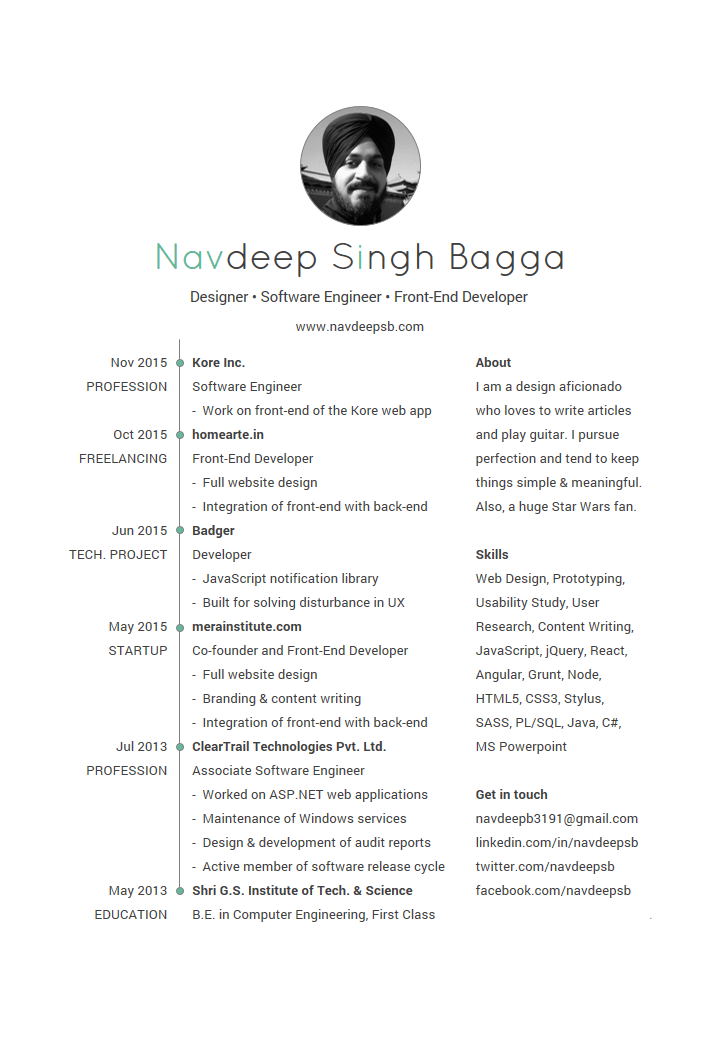 Navdeep Singh Bagga
Designer • Software Engineer • Front-End Developer
www.navdeepsb.com
Nov 2015
PROFESSION
Kore Inc.
Software Engineer
- Work on front-end of the Kore web app
Oct 2015
FREELANCING
homearte.in
Front-End Developer
- Full website design
- Integration of front-end with back-end
Jun 2015
TECH. PROJECT
Badger
Developer
- JavaScript notification library
- Built for solving disturbance in UX
May 2015
STARTUP
merainstitute.com
Co-founder and Front-End Developer
- Full website design
- Branding & content writing
- Integration of front-end with back-end
Jul 2013
PROFESSION
ClearTrail Technologies Pvt. Ltd.
Associate Software Engineer
- Worked on ASP.NET web applications
- Maintenance of Windows services
- Design & development of audit reports
- Active member of software release cycle
May 2013
EDUCATION
Shri G.S. Institute of Tech. & Science
B.E. in Computer Engineering, First Class
About
I am a design aficionado
who loves to write articles
and play guitar. I pursue
perfection and tend to keep
things simple & meaningful.
Also, a huge Star Wars fan.
Skills
Web Design, Prototyping,
Usability Study, User
Research, Content Writing,
JavaScript, jQuery, React,
Angular, Grunt, Node,
HTML5, CSS3, Stylus,
SASS, PL/SQL, Java, C#,
MS Powerpoint
Get in touch
navdeepb3191@gmail.com
linkedin.com/in/navdeepsb
twitter.com/navdeepsb
facebook.com/navdeepsb